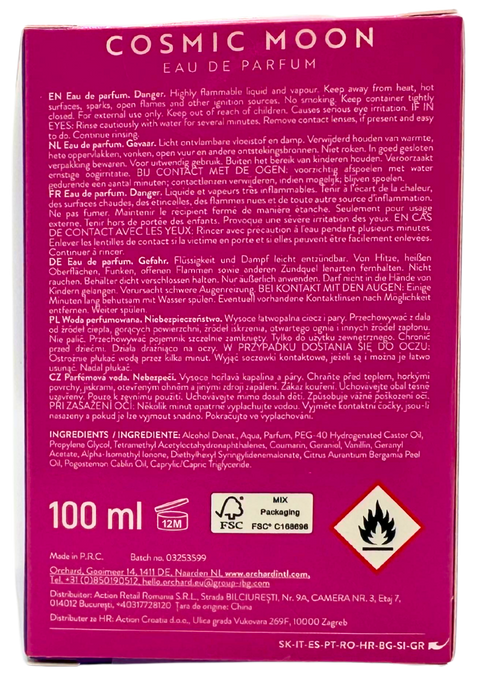 COSMIC MOON
EAU DE PARFUM
EN Eau de parfum. Danger. Highly flammable liquid and vapour. Keep away from heat, hot
surfaces, sparks, open flames and other ignition sources. No smoking. Keep container tightly
closed. For external use only. Keep out of reach of children. Causes serious eye irritation. IF IN
EYES: Rinse cautiously with water for several minutes. Remove contact lenses, if present and easy
to do. Continue rinsing.
NL Eau de parfum. Gevaar. Licht ontvlambare vloeistof en damp. Verwijderd houden van warmte,
hete oppervlakken, vonken, open vuur en andere ontstekingsbronnen. Niet roken. In goed gesloten
verpakking bewaren. Voor uitwendig gebruik. Buiten het bereik van kinderen houden. Veroorzaakt
ernstige oogirritatie. BIJ CONTACT MET DE OGEN: voorzichtig afspoelen met water
gedurende een aantal minuten; contactlenzen verwijderen, indien mogelijk, blijven spoelen.
FR Eau de parfum. Danger. Liquide et vapeurs très inflammables. Tenir à l'écart de la chaleur,
des surfaces chaudes, des étincelles, des flammes nues et de toute autre source d'inflammation.
Ne pas fumer. Maintenir le récipient fermé de manière étanche. Seulement pour usage
externe. Tenir hors de portée des enfants. Provoque une sévère irritation des yeux. EN CAS
DE CONTACT AVEC LES YEUX: Rincer avec précaution à l'eau pendant plusieurs minutes.
Enlever les lentilles de contact si la victime en porte et si elles peuvent être facilement enlevées.
Continuer à rincer.
DE Eau de parfum. Gefahr. Flüssigkeit und Dampf leicht entzündbar. Von Hitze, heißen
Oberflächen, Funken, offenen Flammen sowie anderen Zündquellen fernhalten. Nicht
rauchen. Behälter dicht verschlossen halten. Nur äußerlich anwenden. Darf nicht in die Hände von
Kindern gelangen. Verursacht schwere Augenreizung. BEI KONTAKT MIT DEN AUGEN: Einige
Minuten lang behutsam mit Wasser spülen. Eventuell vorhandene Kontaktlinsen nach Möglichkeit
entfernen. Weiter spülen.
PL Woda perfumowana. Niebezpieczeństwo. Wysoce łatwopalna ciecz i pary. Przechowywać z dala
od źródeł ciepła, gorących powierzchni, źródeł iskrzenia, otwartego ognia i innych źródeł zapłonu.
Nie palić. Przechowywać pojemnik szczelnie zamknięty. Tylko do użytku zewnętrznego. Chronić
przed dziećmi. Działa drażniąco na oczy. W PRZYPADKU DOSTANIA SIĘ DO OCZU:
Ostrożnie płukać wodą przez kilka minut. Wyjąć soczewki kontaktowe, jeżeli są i można je łatwo
usunąć. Nadal płukać.
CZ Parfémová voda. Nebezpečí. Vysoce hořlavá kapalina a páry. Chraňte před teplem, horkými
povrchy, jiskrami, otevřeným ohněm a jinými zdroji zapálení. Zákaz kouření. Uchovávejte obal těsně
uzavřený. Pouze k zevnímu použití. Uchovávejte mimo dosah dětí. Způsobuje vážné poškození očí.
PŘI ZASAŽENÍ OČÍ: Několik minut opatrně vyplachujte vodou. Vyjměte kontaktní čočky, jsou-li
nasazeny a pokud je lze vyjmout snadno. Pokračujte ve vyplachování.
INGREDIENTS / INGREDIENTE: Alcohol Denat., Aqua, Parfum, PEG-40 Hydrogenated Castor Oil,
Propylene Glycol, Tetramethyl Acetyloctahydronaphthalenes, Coumarin, Geraniol, Vanillin, Geranyl
Acetate, Alpha-Isomethyl Ionone, Diethylhexyl Syringylidenemalonate, Citrus Aurantium Bergamia Peel
Oil, Pogostemon Cablin Oil, Caprylic/Capric Triglyceride.
100 ml
12M
FSC
MIX
Packaging
FSC® C168696
Made in P.R.C. Batch no. 03253599
Orchard, Gooimeer 14, 1411 DE, Naarden NL www.orchardintl.com,
Tel. +31 (0)850190512, hello.orchard.eu@group-ibg.com
Distribuitor: Action Retail Romania S.R.L., Strada BILCIUREȘTI, Nr. 9A, CAMERA NR. 3, Etaj 7,
014012 București, +40317728120 Țara de origine: China
Distributer za HR: Action Croatia d.o.o., Ulica grada Vukovara 269F, 10000 Zagreb
SK-IT-ES-PT-RO-HR-BG-SI-GR